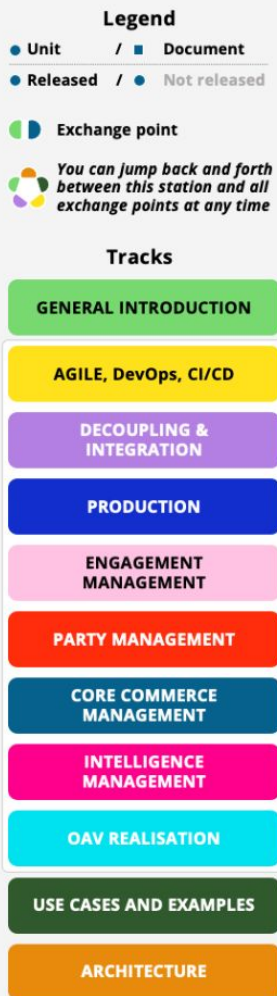 Legend
Unit / Document
Released / Not released
Exchange point
You can jump back and forth
between this station and all
exchange points at any time
Tracks
GENERAL INTRODUCTION
AGILE, DevOps, CI/CD
DECOUPLING &
INTEGRATION
PRODUCTION
ENGAGEMENT
MANAGEMENT
PARTY MANAGEMENT
CORE COMMERCE
MANAGEMENT
INTELLIGENCE
MANAGEMENT
OAV REALISATION
USE CASES AND EXAMPLES
ARCHITECTURE